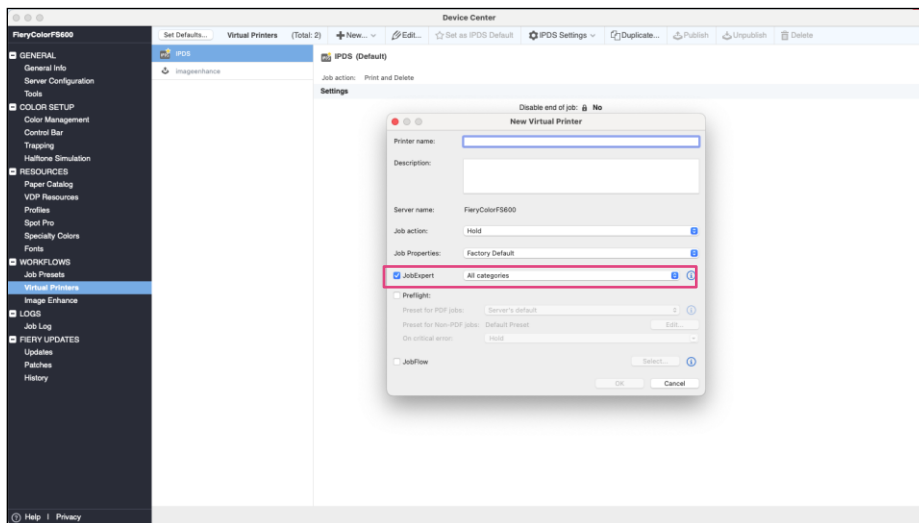 Device Center
FieryColorFS600
Set Defaults... Virtual Printers (Total: 2) New... Edit... Set as IPDS Default IPDS Settings Duplicate... Publish Unpublish Delete
GENERAL
General Info
Server Configuration
Tools
COLOR SETUP
Color Management
Control Bar
Trapping
Halftone Simulation
RESOURCES
Paper Catalog
VDP Resources
Profiles
Spot Pro
Specialty Colors
Fonts
WORKFLOWS
Job Presets
Virtual Printers
Image Enhance
LOGS
Job Log
FIERY UPDATES
Updates
Patches
History
Help | Privacy
IPDS
imageenhance
IPDS (Default)
Job action: Print and Delete
Settings
Disable end of job: No
New Virtual Printer
Printer name:
Description:
Server name: FieryColorFS600
Job action: Hold
Job Properties: Factory Default
JobExpert All categories
Preflight:
Preset for PDF jobs: Server's default
Preset for Non-PDF jobs: Default Preset Edit...
On critical error: Hold
JobFlow Select...
OK Cancel